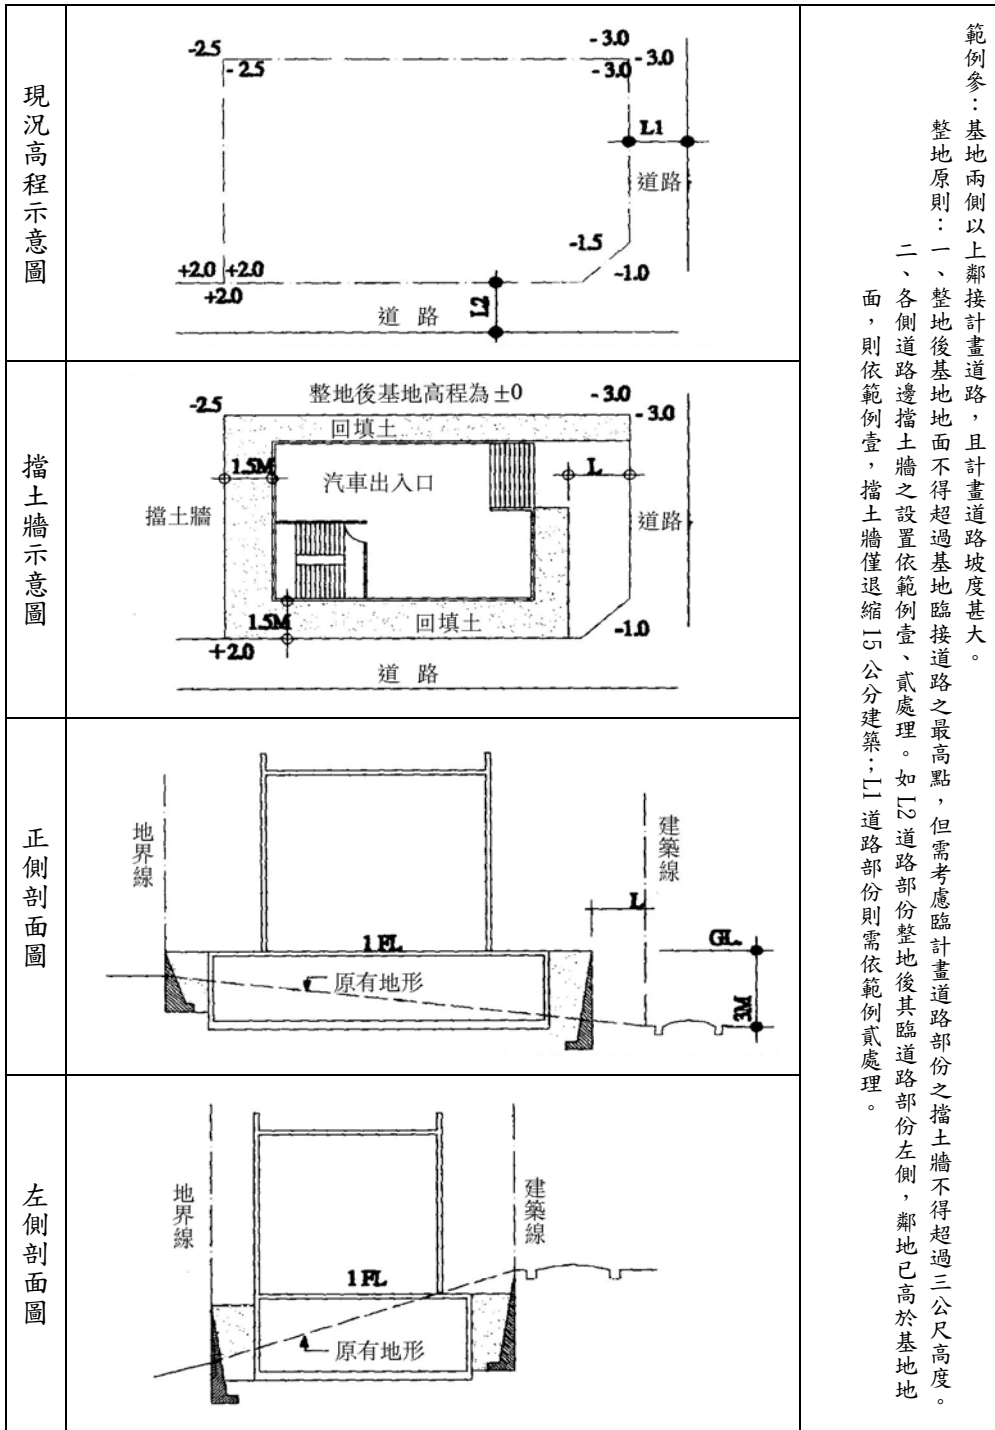 範例參：基地兩側以上鄰接計畫道路，且計畫道路坡度甚大。
整地原則：一、整地後基地地面不得超過基地臨接道路之最高點，但需考慮臨計畫道路部份之擋土牆不得超過三公尺高度。
二、各側道路邊擋土牆之設置依範例壹、貳處理。如L2道路部份整地後其臨道路部份左側，鄰地已高於基地地
面，則依範例壹，擋土牆僅退縮15公分建築；L1道路部份則需依範例貳處理。
現況高程示意圖
-2.5
-2.5
-3.0
-3.0
-3.0
L1
道路
-1.5
-1.0
+2.0
+2.0
+2.0
L2
道路
擋土牆示意圖
整地後基地高程為±0
-2.5
-3.0
-3.0
回填土
1.5M
汽車出入口
L
擋土牆
道路
1.5M
回填土
+2.0
-1.0
道路
正側剖面圖
地界線
建築線
L
1 FL
GL.
原有地形
3M
左側剖面圖
地界線
建築線
1 FL
原有地形